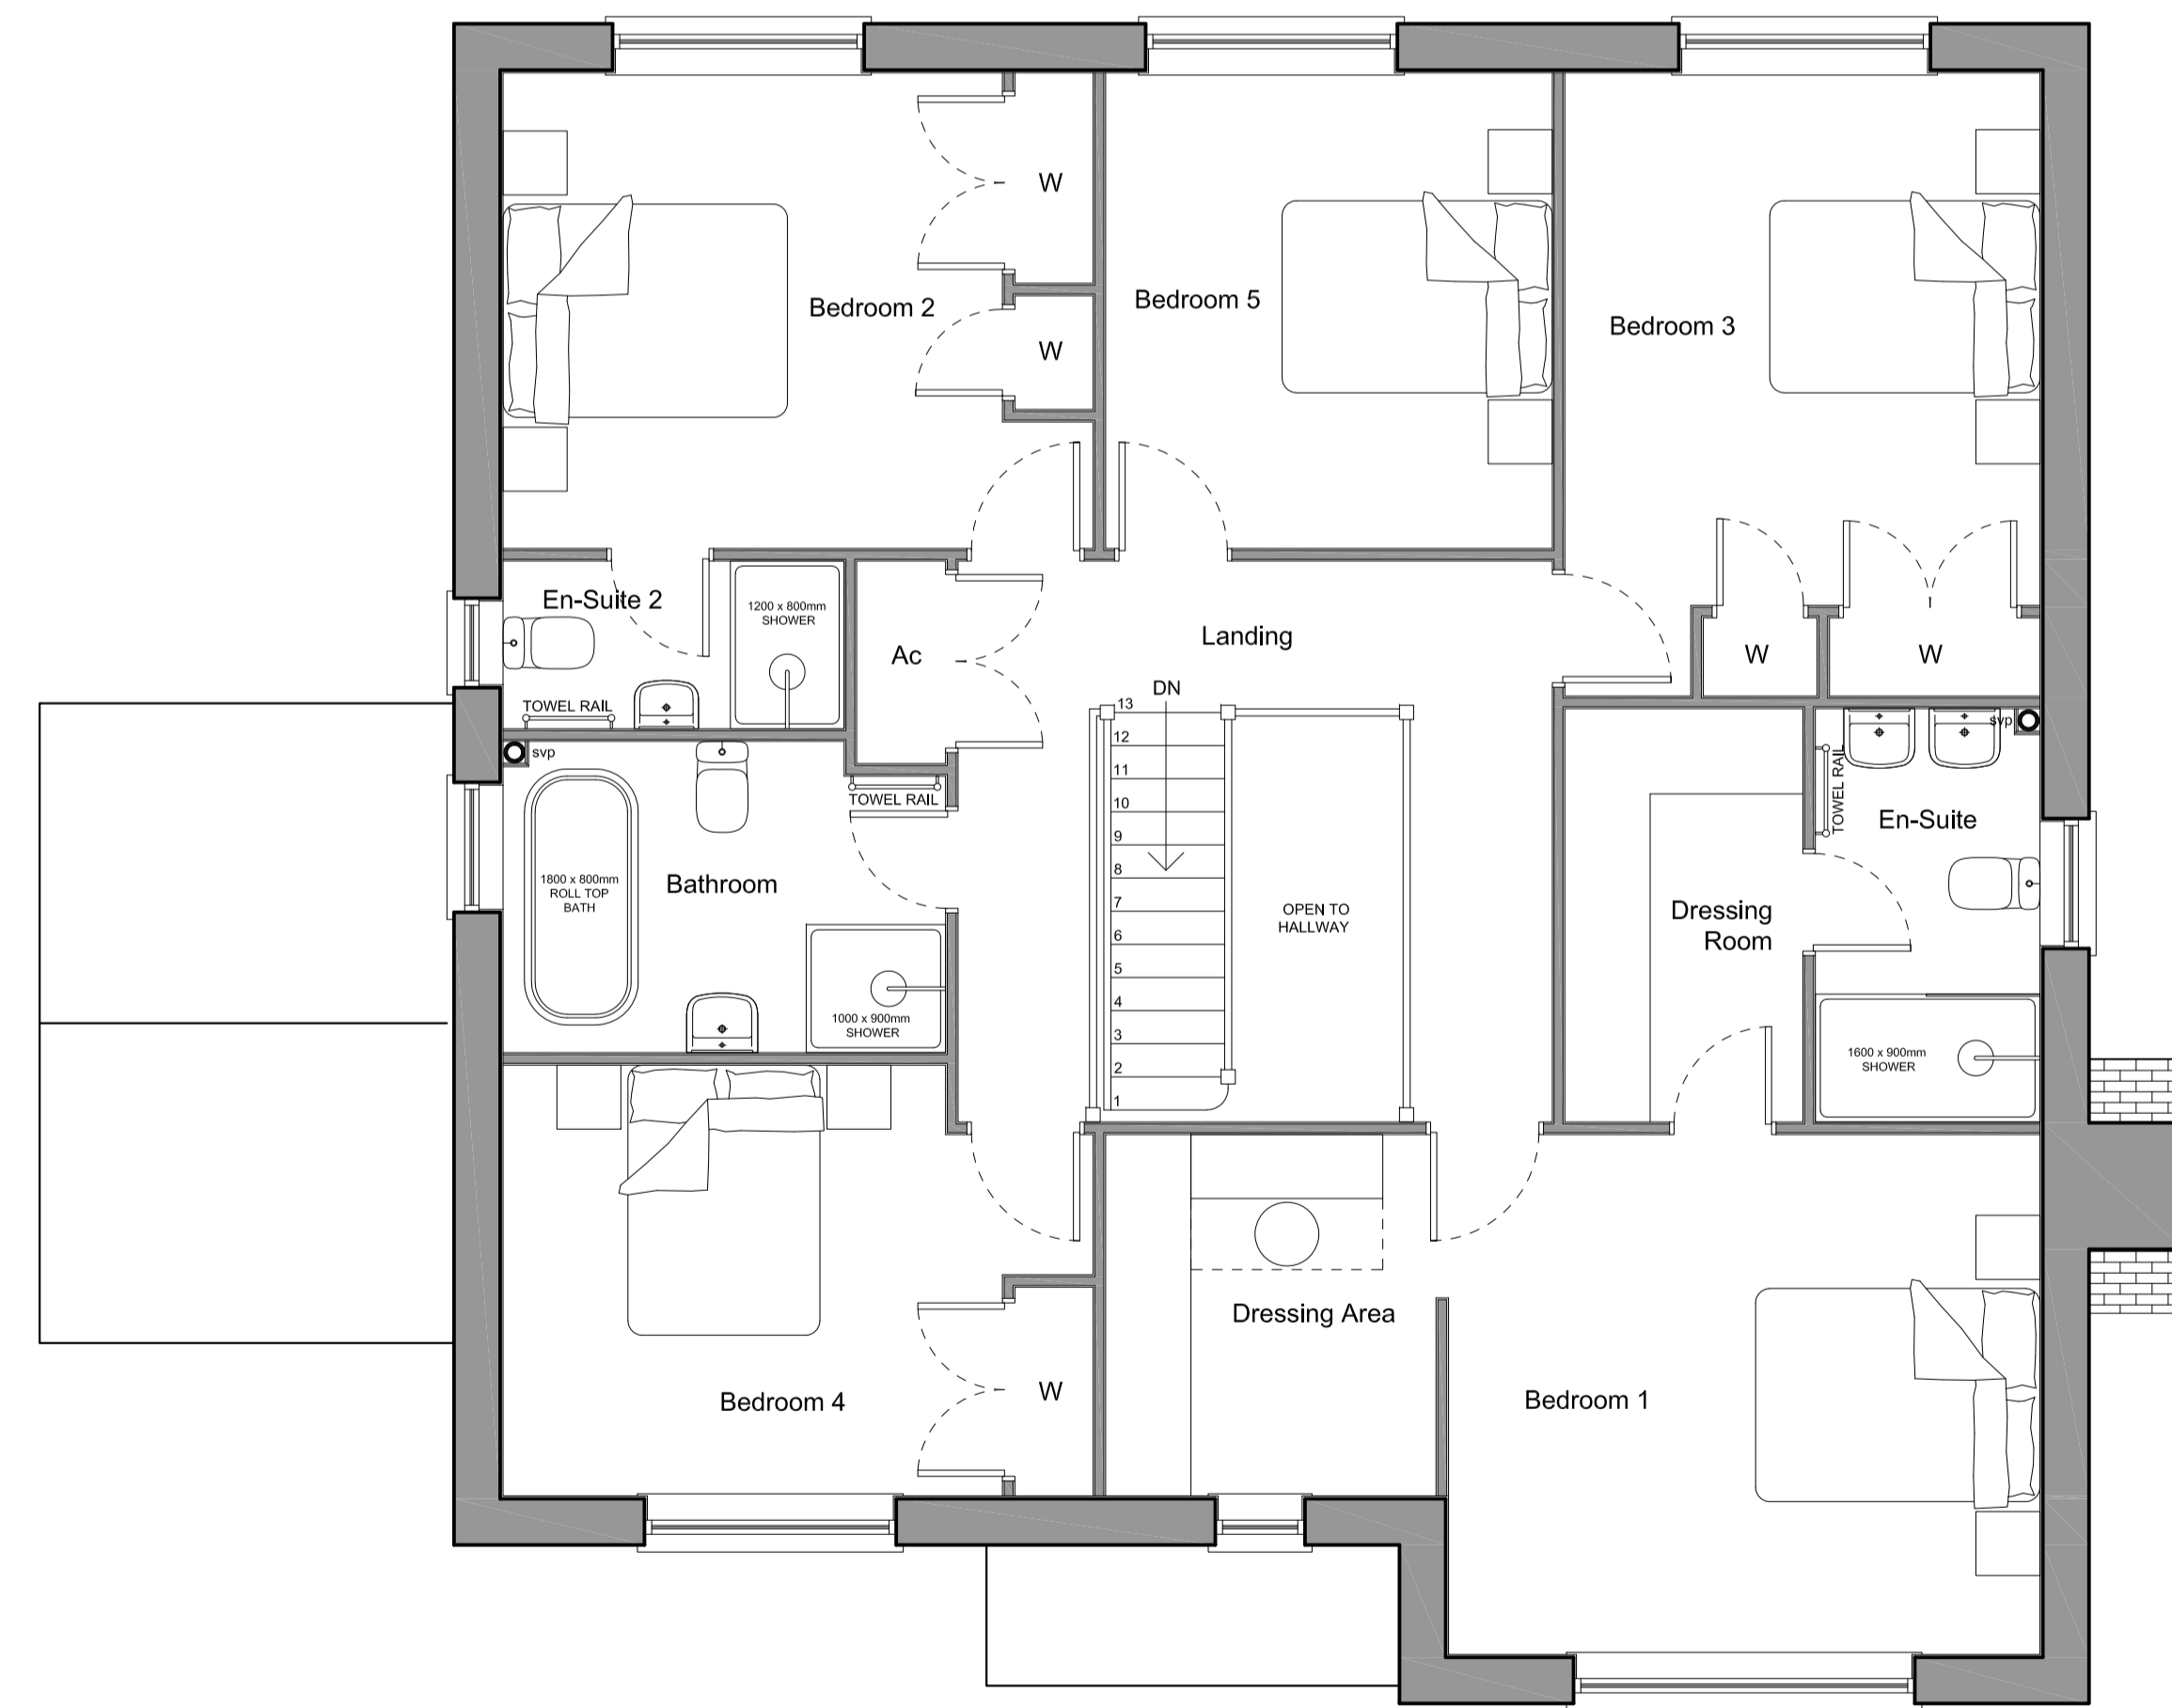 W
Bedroom 2
Bedroom 5
Bedroom 3
W
En-Suite 2
1200 x 800mm
SHOWER
Ac
Landing
W
W
TOWEL RAIL
svp
DN
13
12
11
10
9
8
7
6
5
4
3
2
1
svp
TOWEL RAIL
TOWEL RAIL
En-Suite
1800 x 800mm
ROLL TOP
BATH
Bathroom
OPEN TO
HALLWAY
Dressing
Room
1000 x 900mm
SHOWER
1600 x 900mm
SHOWER
Dressing Area
Bedroom 4
W
Bedroom 1